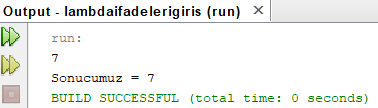 Output - lambdaifadelerigiris (run) ×
run:
7
Sonucumuz = 7
BUILD SUCCESSFUL (total time: 0 seconds)